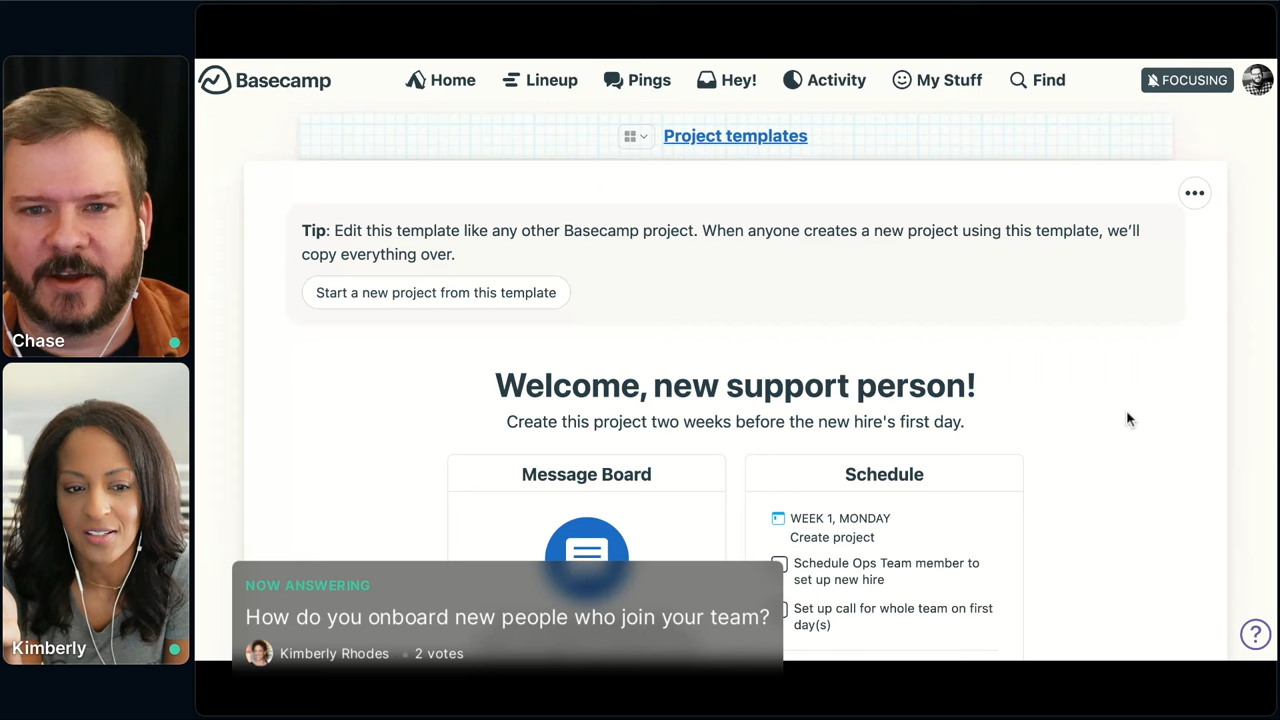 Chase
Kimberly
Basecamp
Home
Lineup
Pings
Hey!
Activity
My Stuff
Find
FOCUSING
Project templates
Tip: Edit this template like any other Basecamp project. When anyone creates a new project using this template, we’ll
copy everything over.
Start a new project from this template
Welcome, new support person!
Create this project two weeks before the new hire's first day.
Message Board
Schedule
WEEK 1, MONDAY
Create project
Schedule Ops Team member to
set up new hire
Set up call for whole team on first
day(s)
NOW ANSWERING
How do you onboard new people who join your team?
Kimberly Rhodes • 2 votes
?